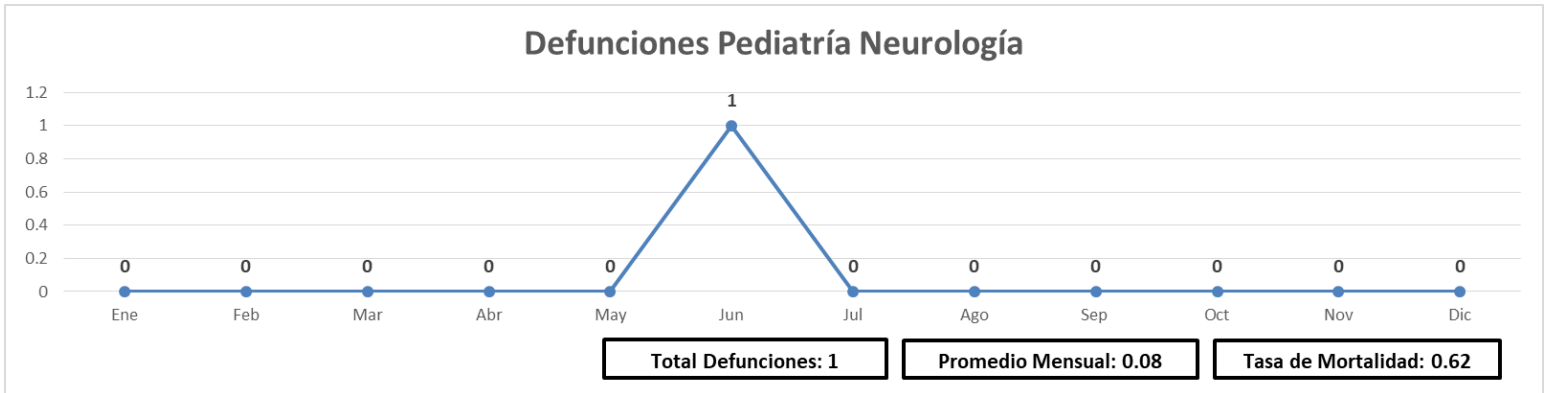 Defunciones Pediatría Neurología
1.2
1
0.8
0.6
0.4
0.2
0
0 0 0 0 0 1 0 0 0 0 0 0
Ene Feb Mar Abr May Jun Jul Ago Sep Oct Nov Dic
Total Defunciones: 1
Promedio Mensual: 0.08
Tasa de Mortalidad: 0.62